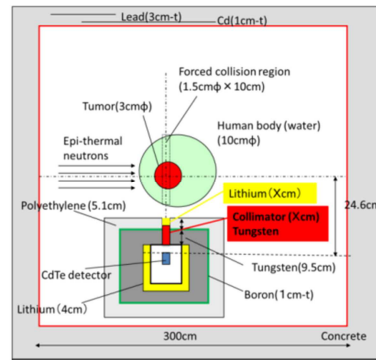 Lead(3cm-t)
Cd(1cm-t)
Forced collision region
(1.5cmϕ × 10cm)
Tumor(3cmϕ)
Human body (water)
(10cmϕ)
Epi-thermal
neutrons
Lithium (Xcm)
Polyethylene (5.1cm)
Collimator (Xcm)
Tungsten
24.6cm
CdTe detector
Tungsten(9.5cm)
Lithium(4cm)
Boron(1cm-t)
300cm
Concrete